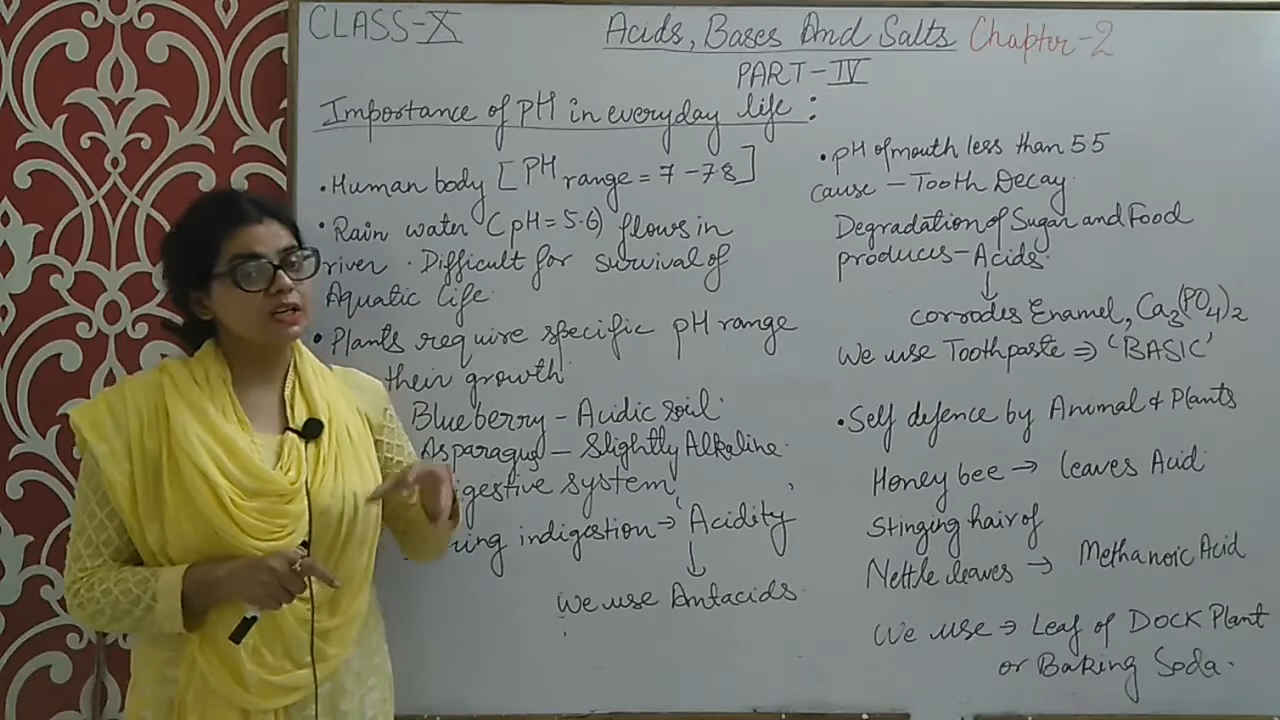 CLASS-X
Acids, Bases And Salts Chapter-2
PART-IV
Importance of pH in everyday life :
• Human body [PH range = 7-78]
• Rain water (pH=5.6) flows in
river. Difficult for survival of
Aquatic life.
• Plants require specific pH range
their growth
Blueberry - Acidic soil.
Asparagus - Slightly Alkaline.
igestive system
ring indigestion → 'Acidity'
↓
We use Antacids.
• pH of mouth less than 55
cause - Tooth Decay.
Degradation of Sugar and Food
produces - Acids.
↓
corrodes Enamel, Ca3(PO4)2
We use Toothpaste ⇒ 'BASIC'
• Self defence by Animal & Plants
Honey bee → leaves Acid.
Stinging hair of
Nettle leaves → Methanoic Acid
We use ⇒ Leaf of DOCK Plant
or Baking Soda.